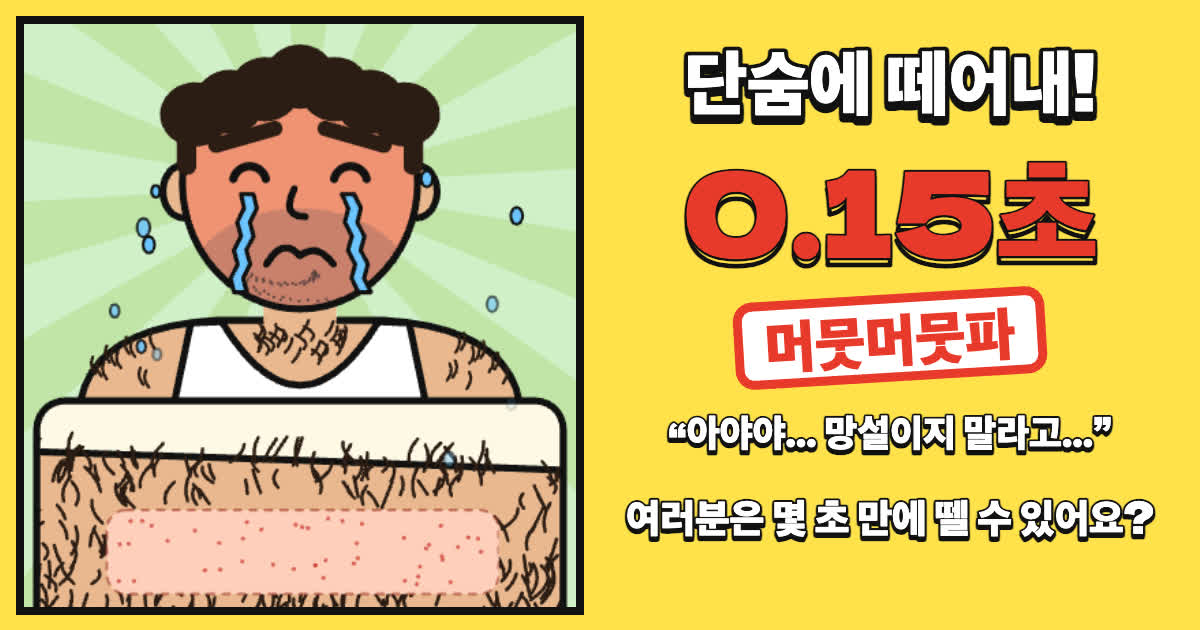 단숨에 떼어내!
0.15초
머뭇머뭇파
“아야야... 망설이지 말라고...”
여러분은 몇 초 만에 뗄 수 있어요?